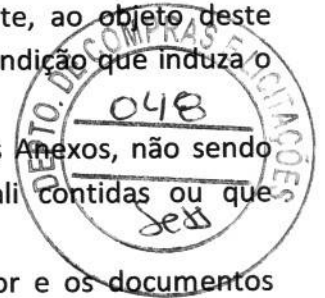 te, ao objeto deste
ndição que induza o
DEPTO. DE COMPRAS E LICITAÇÕES
048
s Anexos, não sendo
ali contidas ou que
or e os documentos